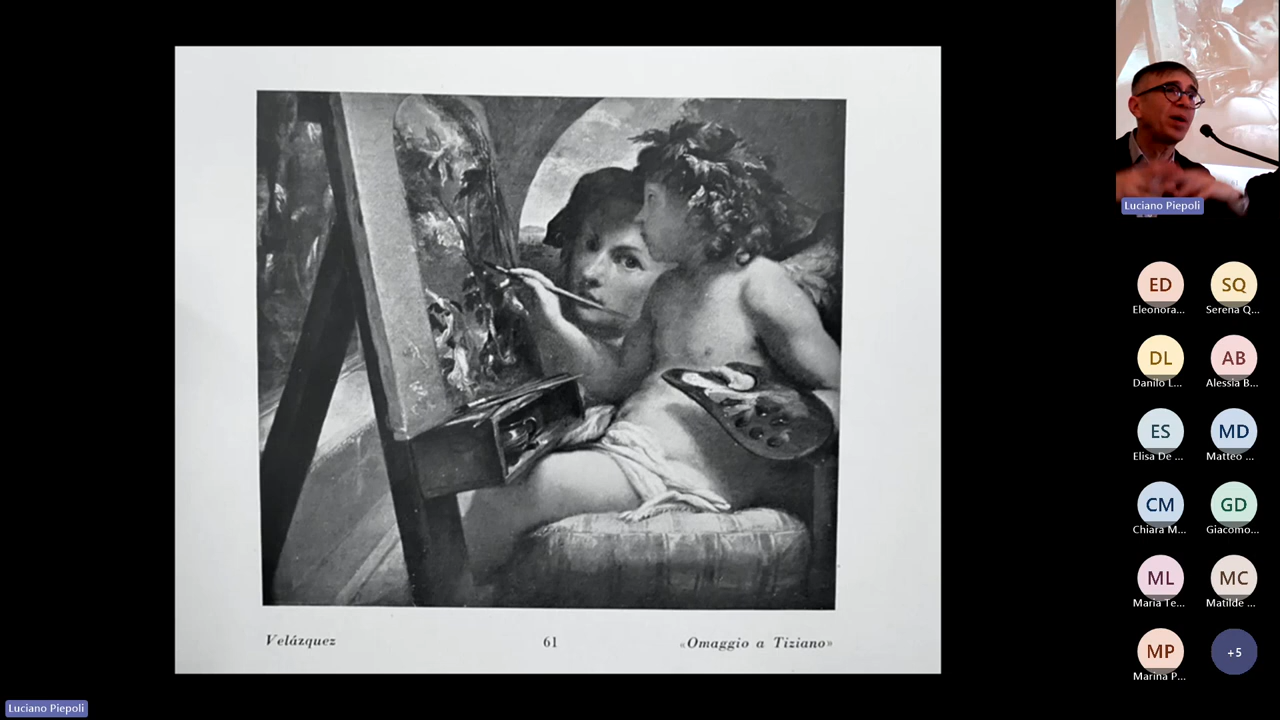 Velázquez 61 «Omaggio a Tiziano»
Luciano Piepoli
ED SQ
Eleonora... Serena Q...
DL AB
Danilo L... Alessia B...
ES MD
Elisa De ... Matteo ...
CM GD
Chiara M... Giacomo...
ML MC
Maria Te... Matilde ...
MP +5
Marina P...
Luciano Piepoli